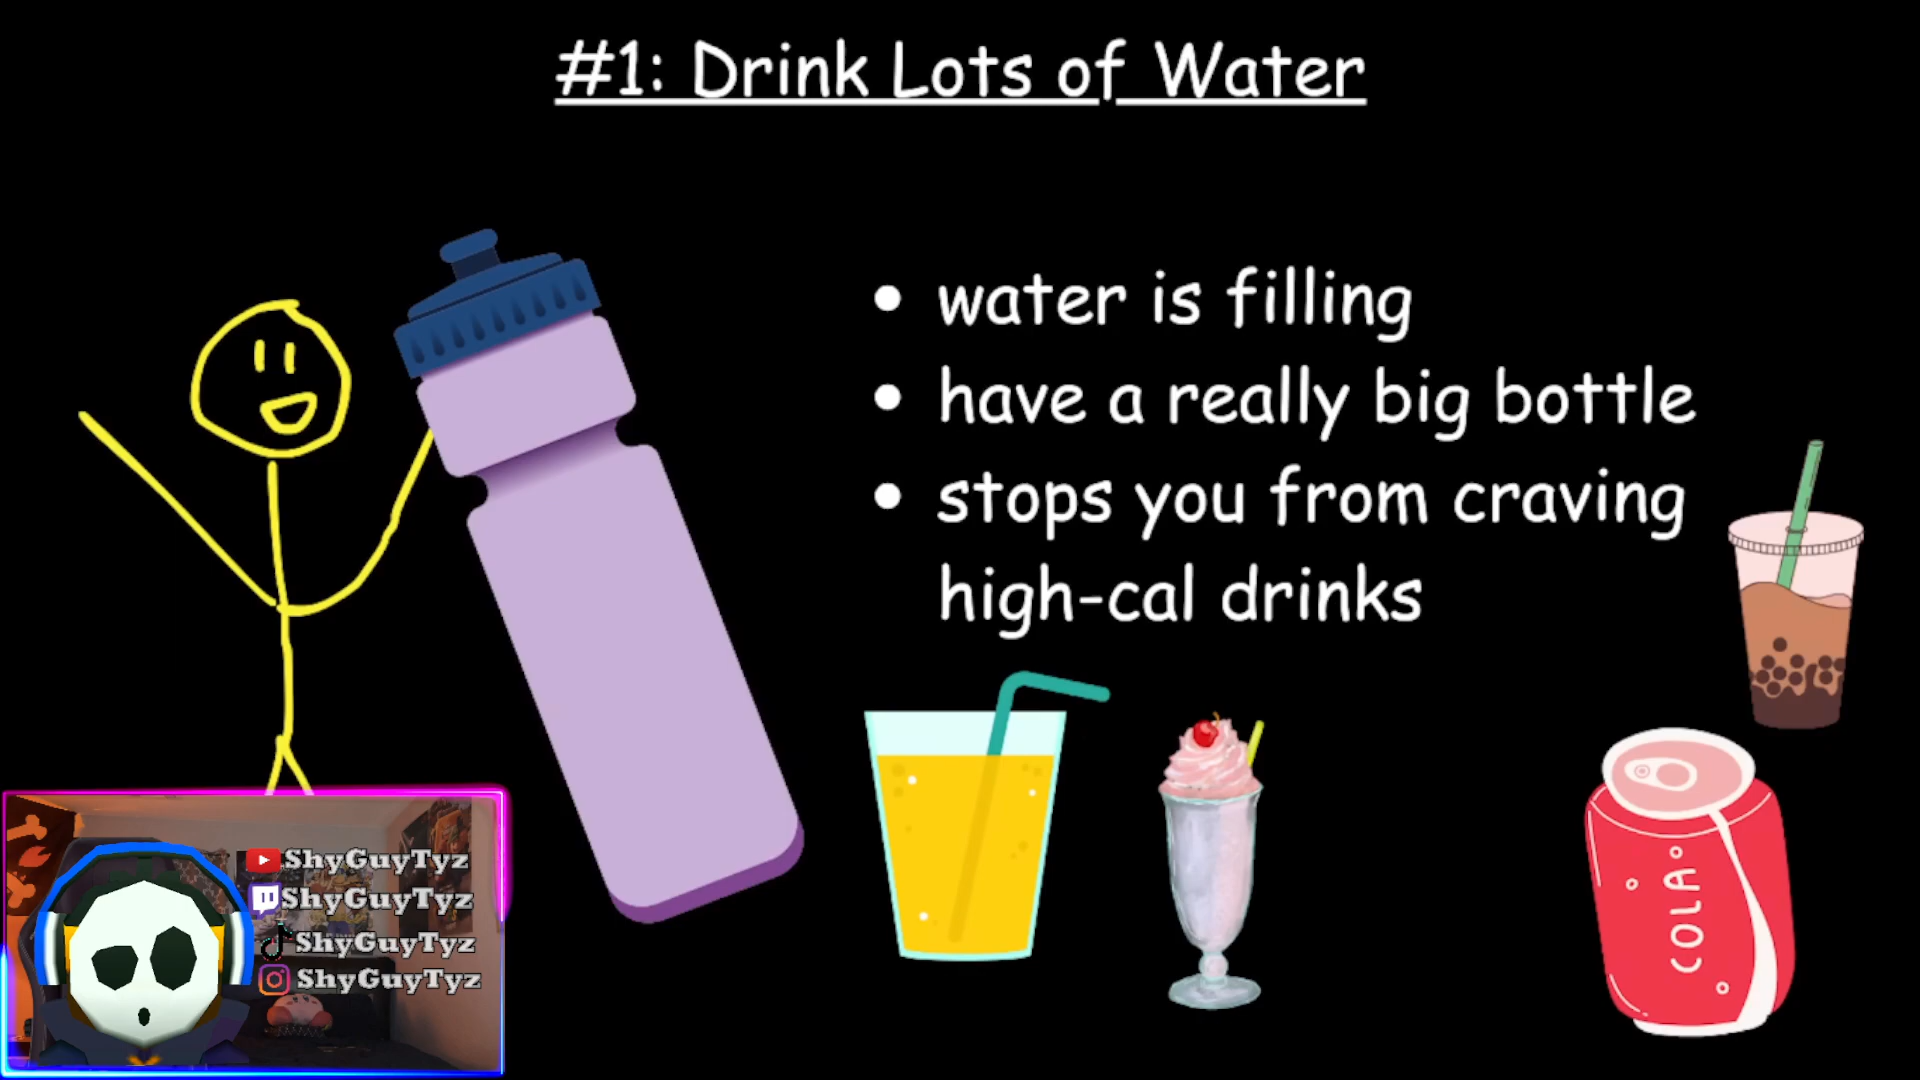 #1: Drink Lots of Water
• water is filling
• have a really big bottle
• stops you from craving
high-cal drinks
COLA
ShyGuyTyz
ShyGuyTyz
ShyGuyTyz
ShyGuyTyz